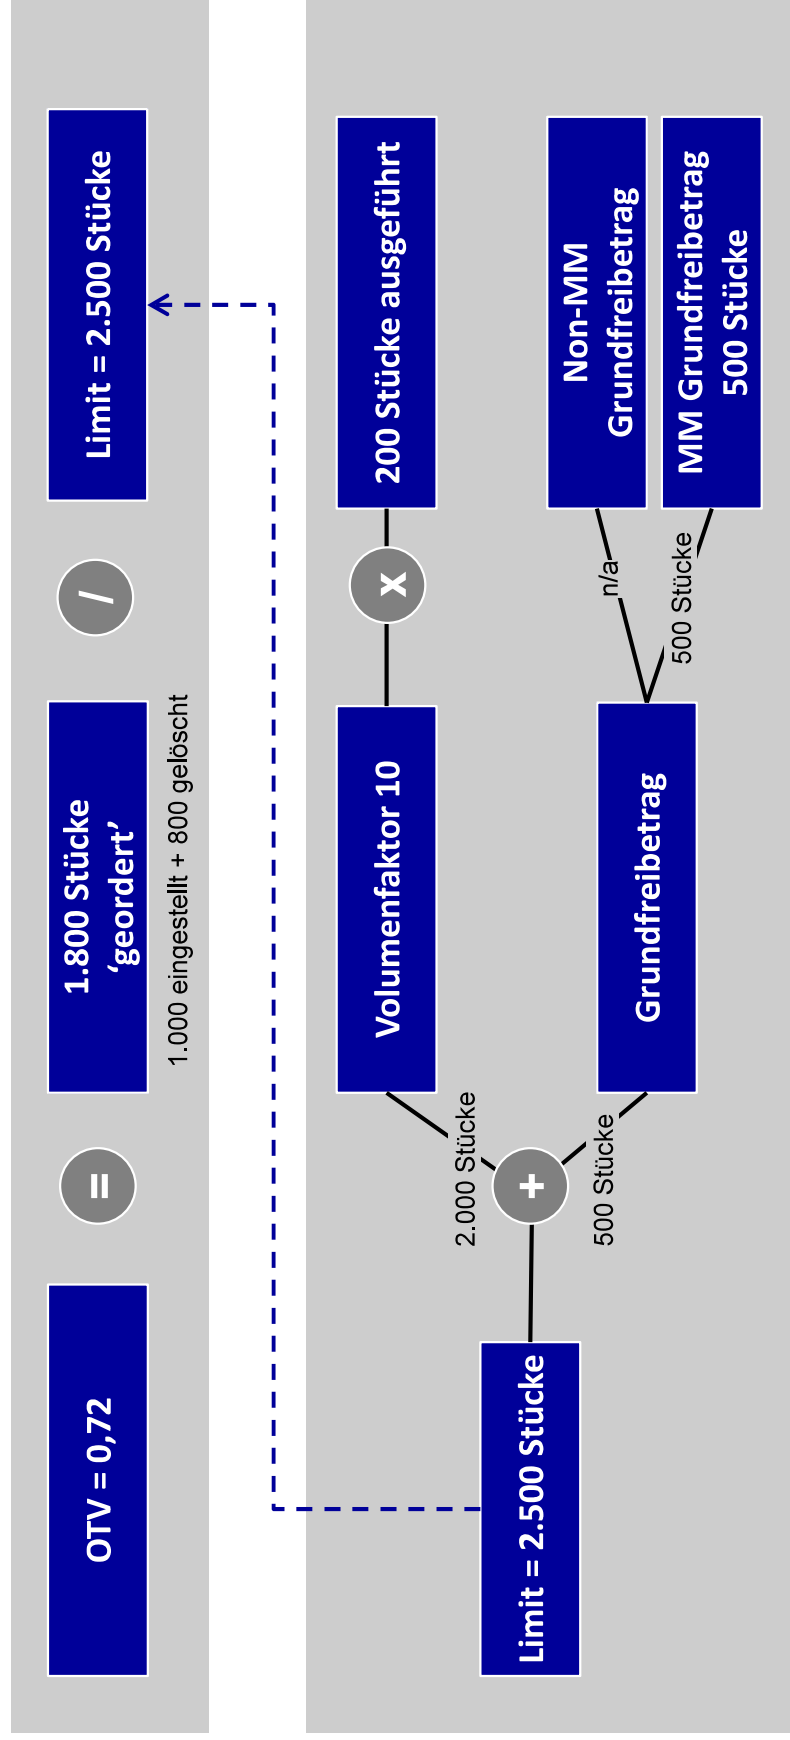 OTV = 0,72
=
1.800 Stücke
‘geordert’
/
Limit = 2.500 Stücke
1.000 eingestellt + 800 gelöscht
Limit = 2.500 Stücke
+
2.000 Stücke
500 Stücke
Volumenfaktor 10
x
200 Stücke ausgeführt
Grundfreibetrag
n/a
500 Stücke
Non-MM
Grundfreibetrag
MM Grundfreibetrag
500 Stücke